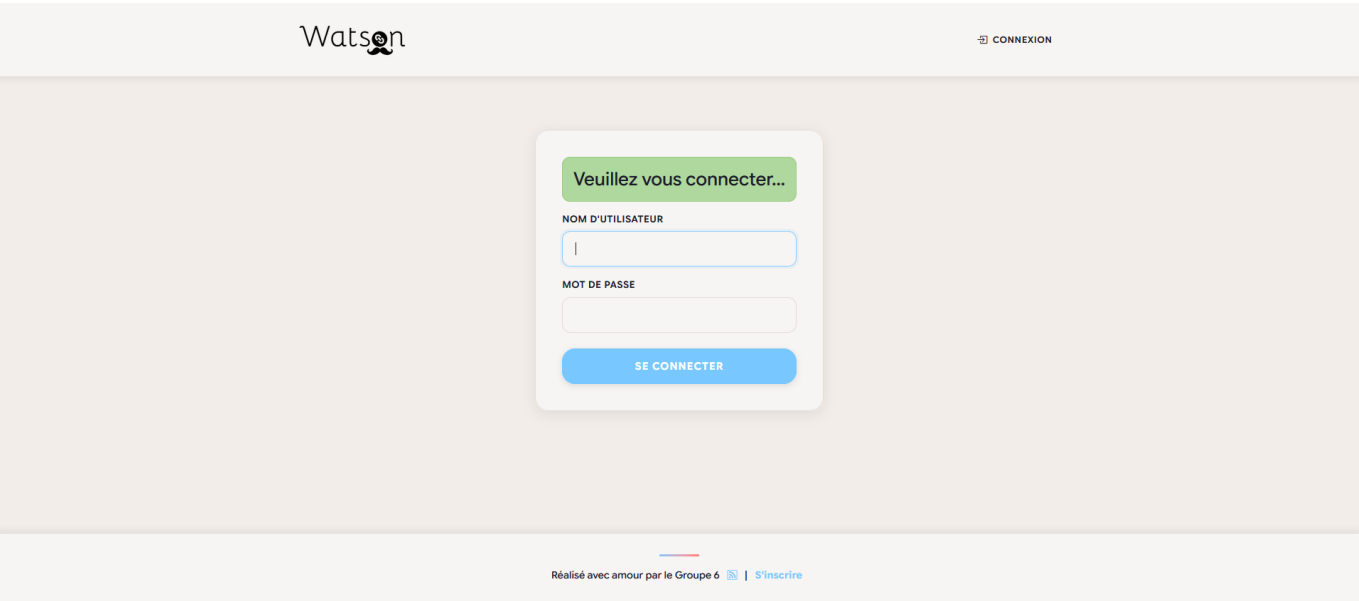 Watson
CONNEXION
Veuillez vous connecter...
NOM D'UTILISATEUR
MOT DE PASSE
SE CONNECTER
Réalisé avec amour par le Groupe 6 | S'inscrire